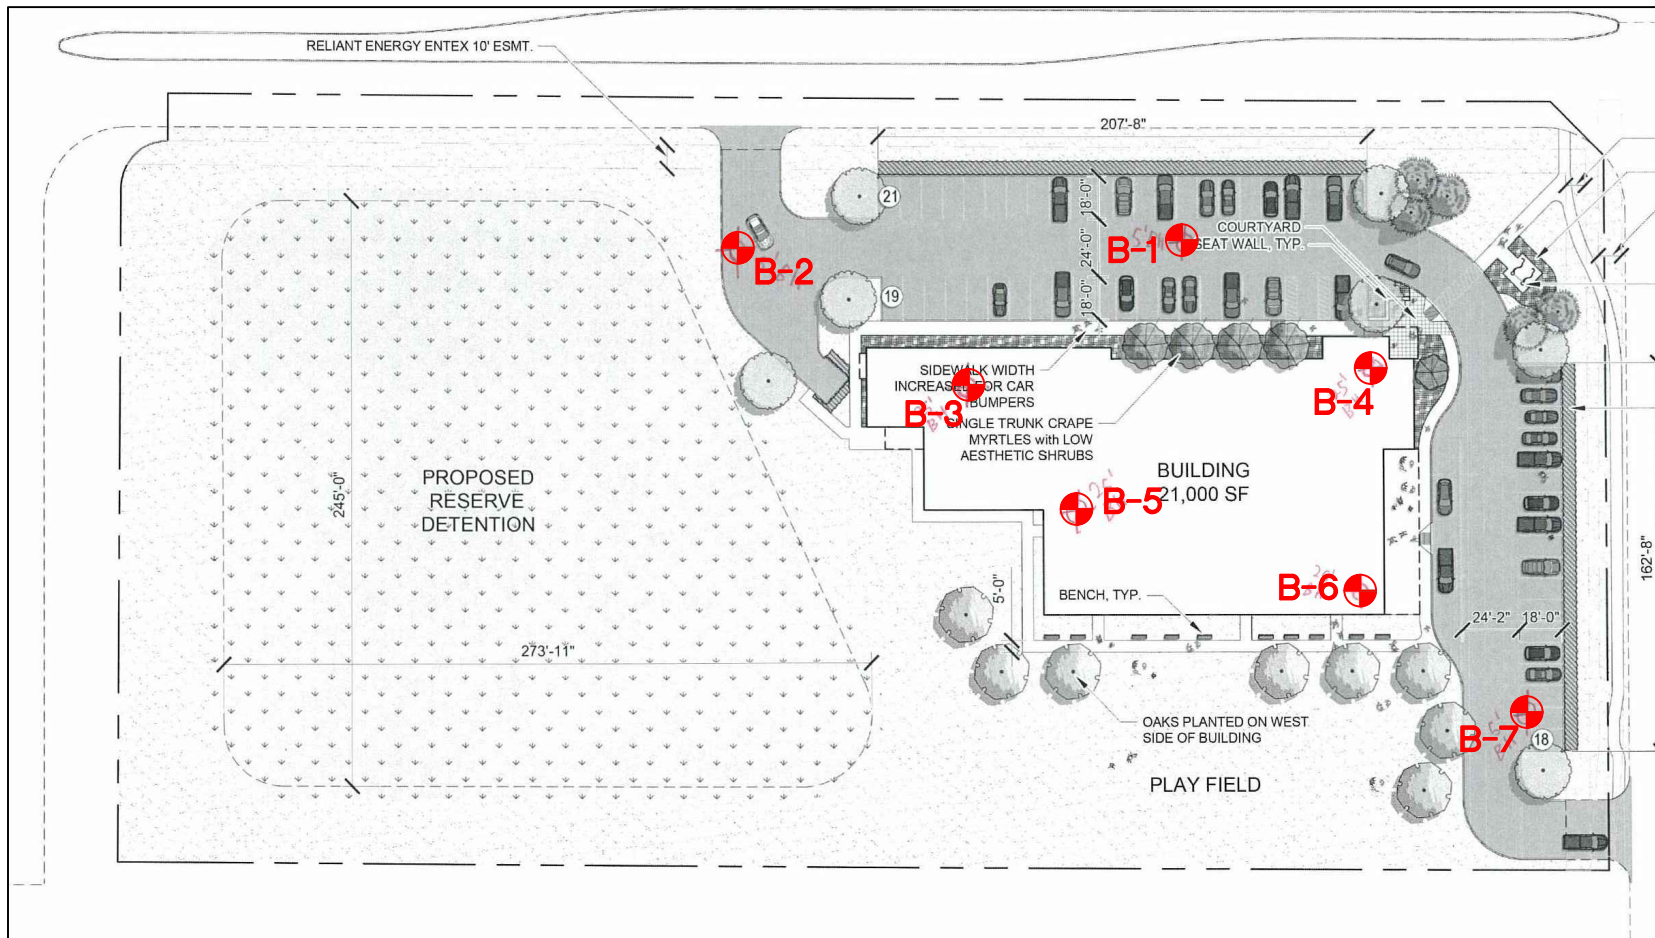 RELIANT ENERGY ENTEX 10' ESMT.
207'-8"
21
18'-0"
24'-0"
18'-0"
COURTYARD
SEAT WALL, TYP.
B-1
B-2
19
SIDEWALK WIDTH
INCREASED FOR CAR
BUMPERS
B-3
SINGLE TRUNK CRAPE
MYRTLES with LOW
AESTHETIC SHRUBS
B-4
BUILDING
21,000 SF
B-5
PROPOSED
RESERVE
DETENTION
245'-0"
273'-11"
5'-0"
BENCH, TYP.
B-6
162'-8"
24'-2"
18'-0"
OAKS PLANTED ON WEST
SIDE OF BUILDING
B-7
18
PLAY FIELD